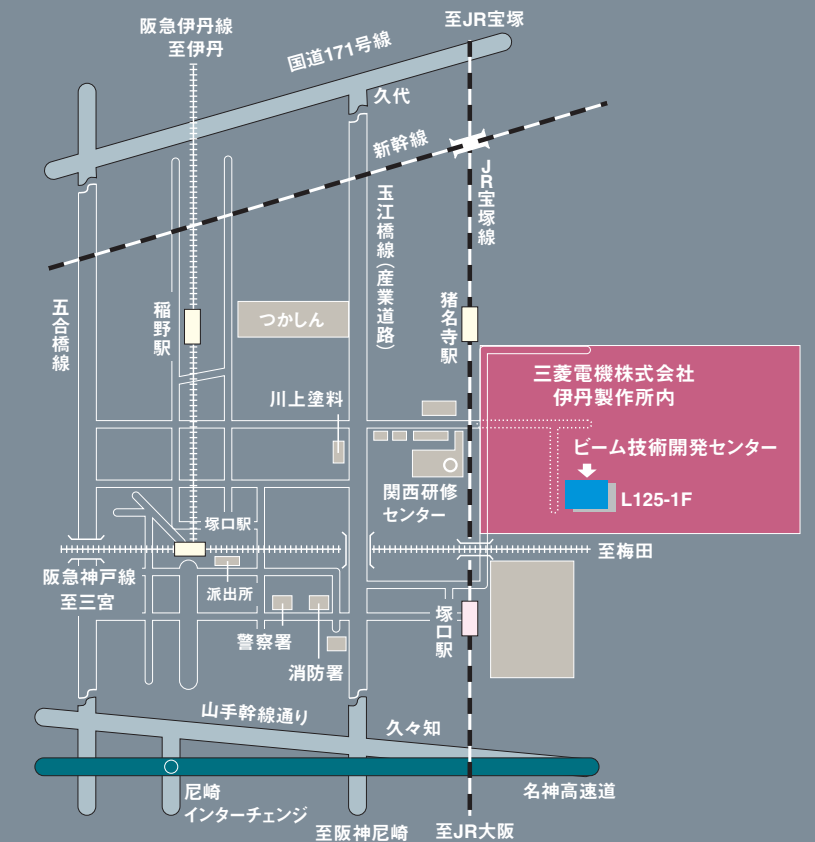 阪急伊丹線
至伊丹
至JR宝塚
国道171号線
久代
新幹線
JR宝塚線
玉江橋線(産業道路)
五合橋線
稲野駅
つかしん
猪名寺駅
三菱電機株式会社
伊丹製作所内
川上塗料
ビーム技術開発センター
L125-1F
関西研修
センター
塚口駅
至梅田
阪急神戸線
至三宮
派出所
塚口駅
警察署
消防署
山手幹線通り
久々知
尼崎
インターチェンジ
名神高速道
至阪神尼崎
至JR大阪